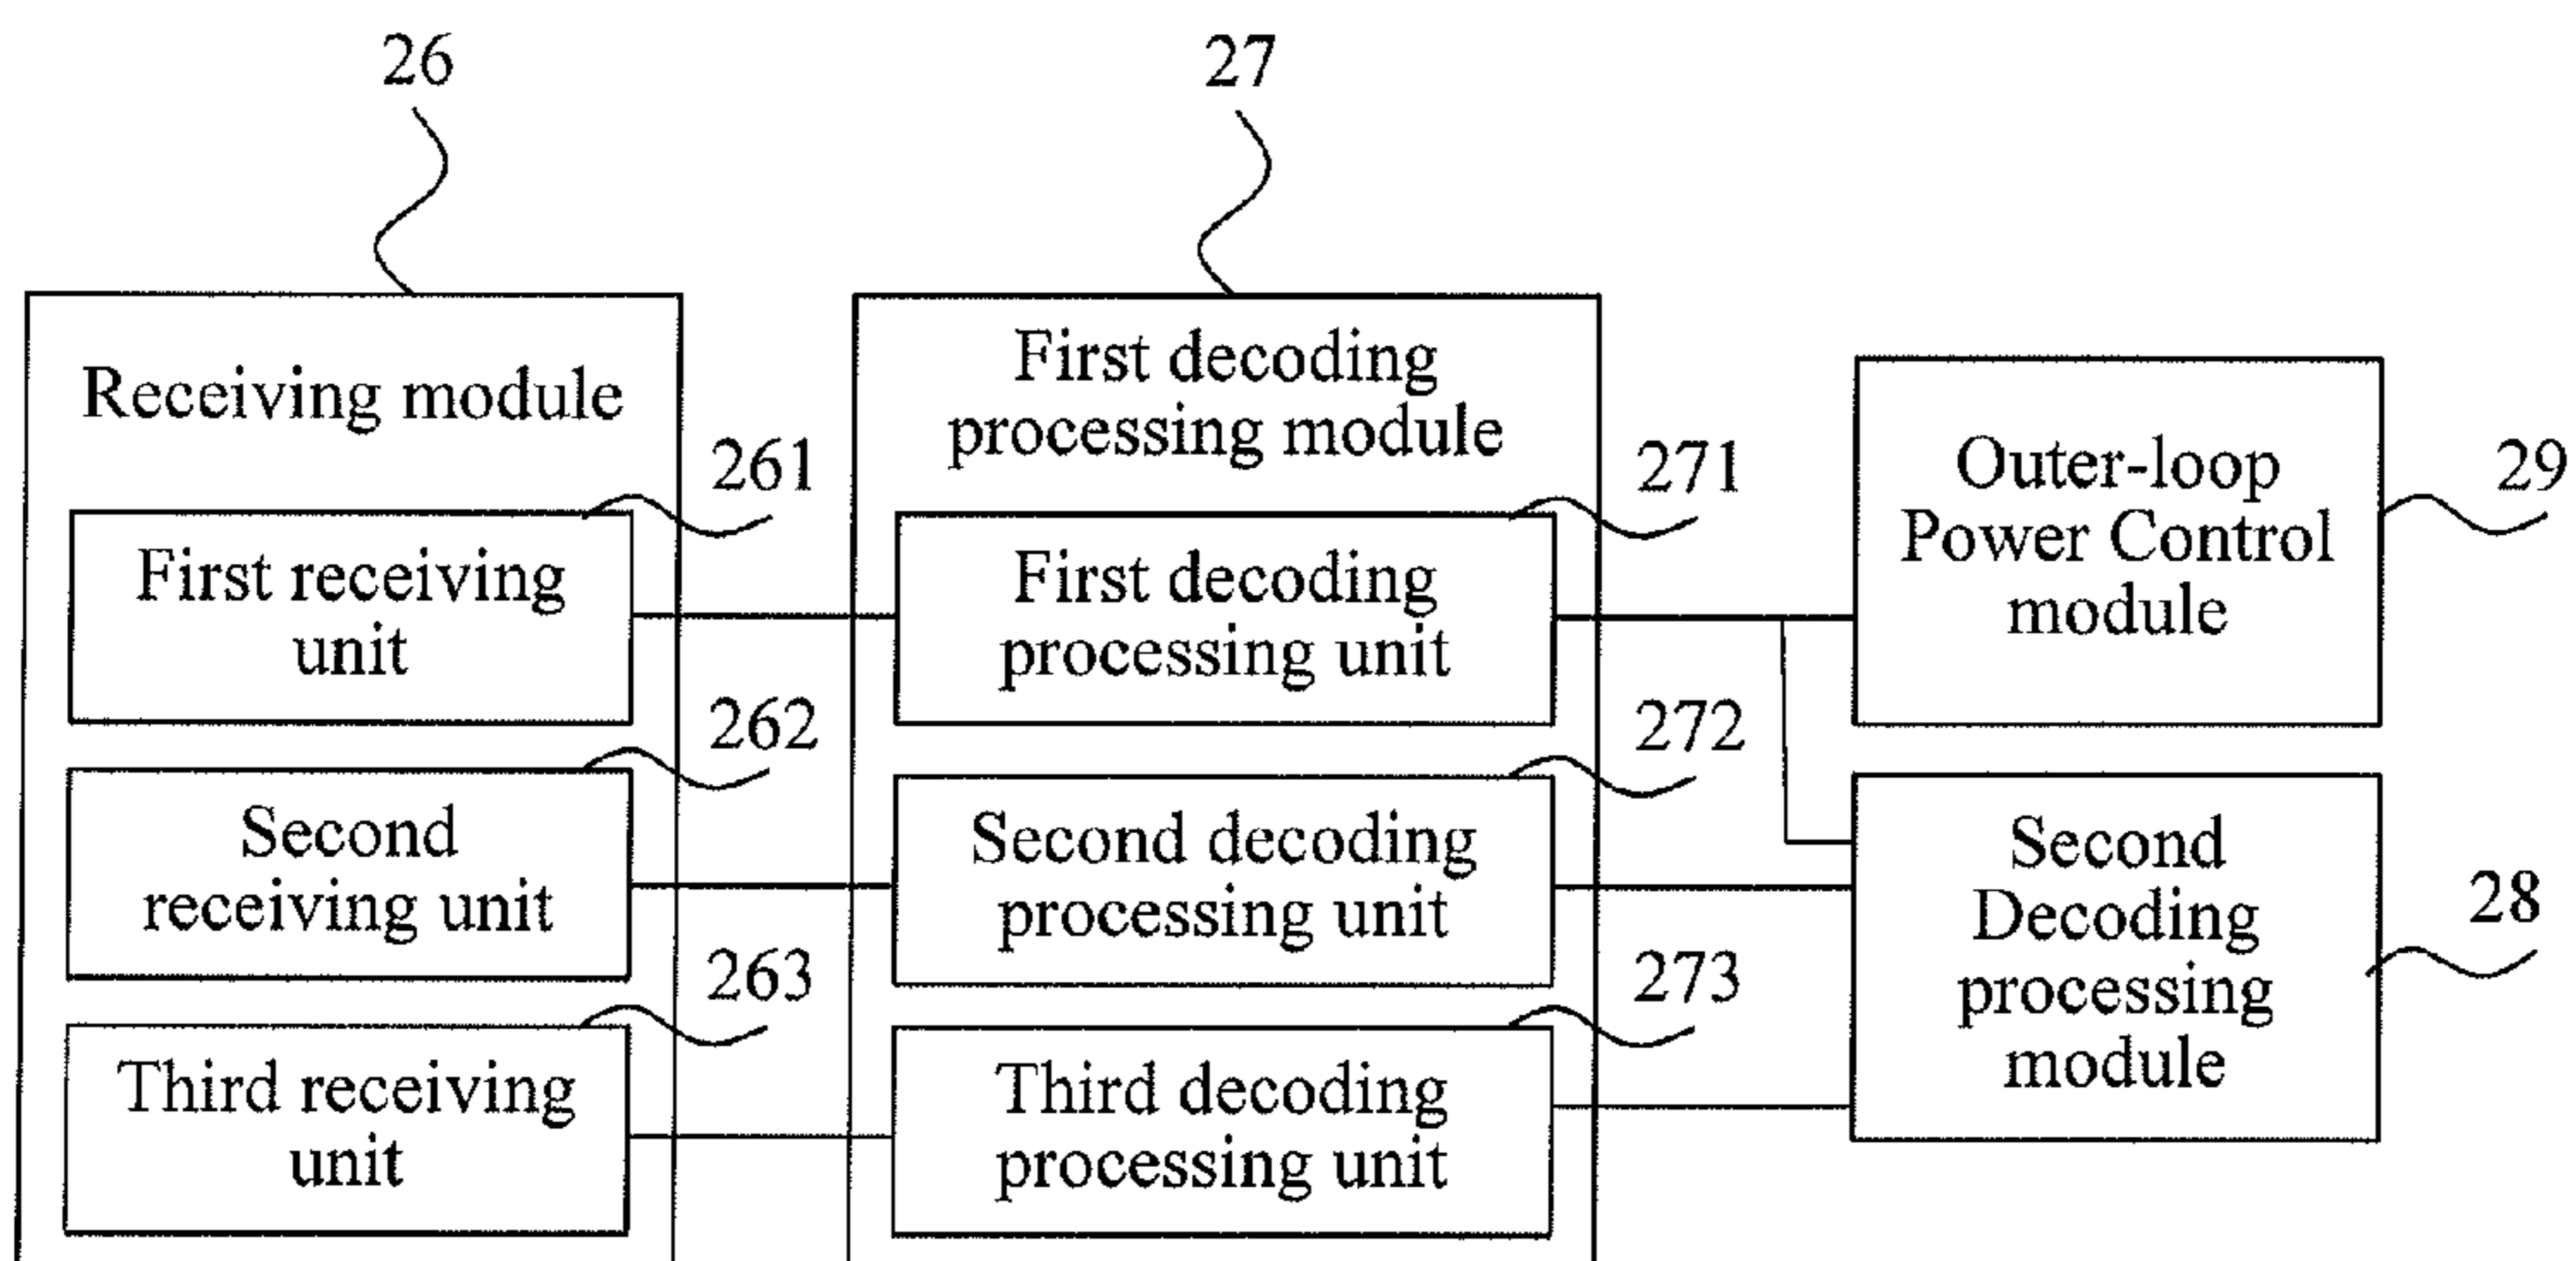 26
27
Receiving module
First decoding
processing module
261
271
First receiving
unit
First decoding
processing unit
Outer-loop
Power Control
module
29
262
272
Second
receiving unit
Second decoding
processing unit
Second
Decoding
processing
module
28
263
273
Third receiving
unit
Third decoding
processing unit